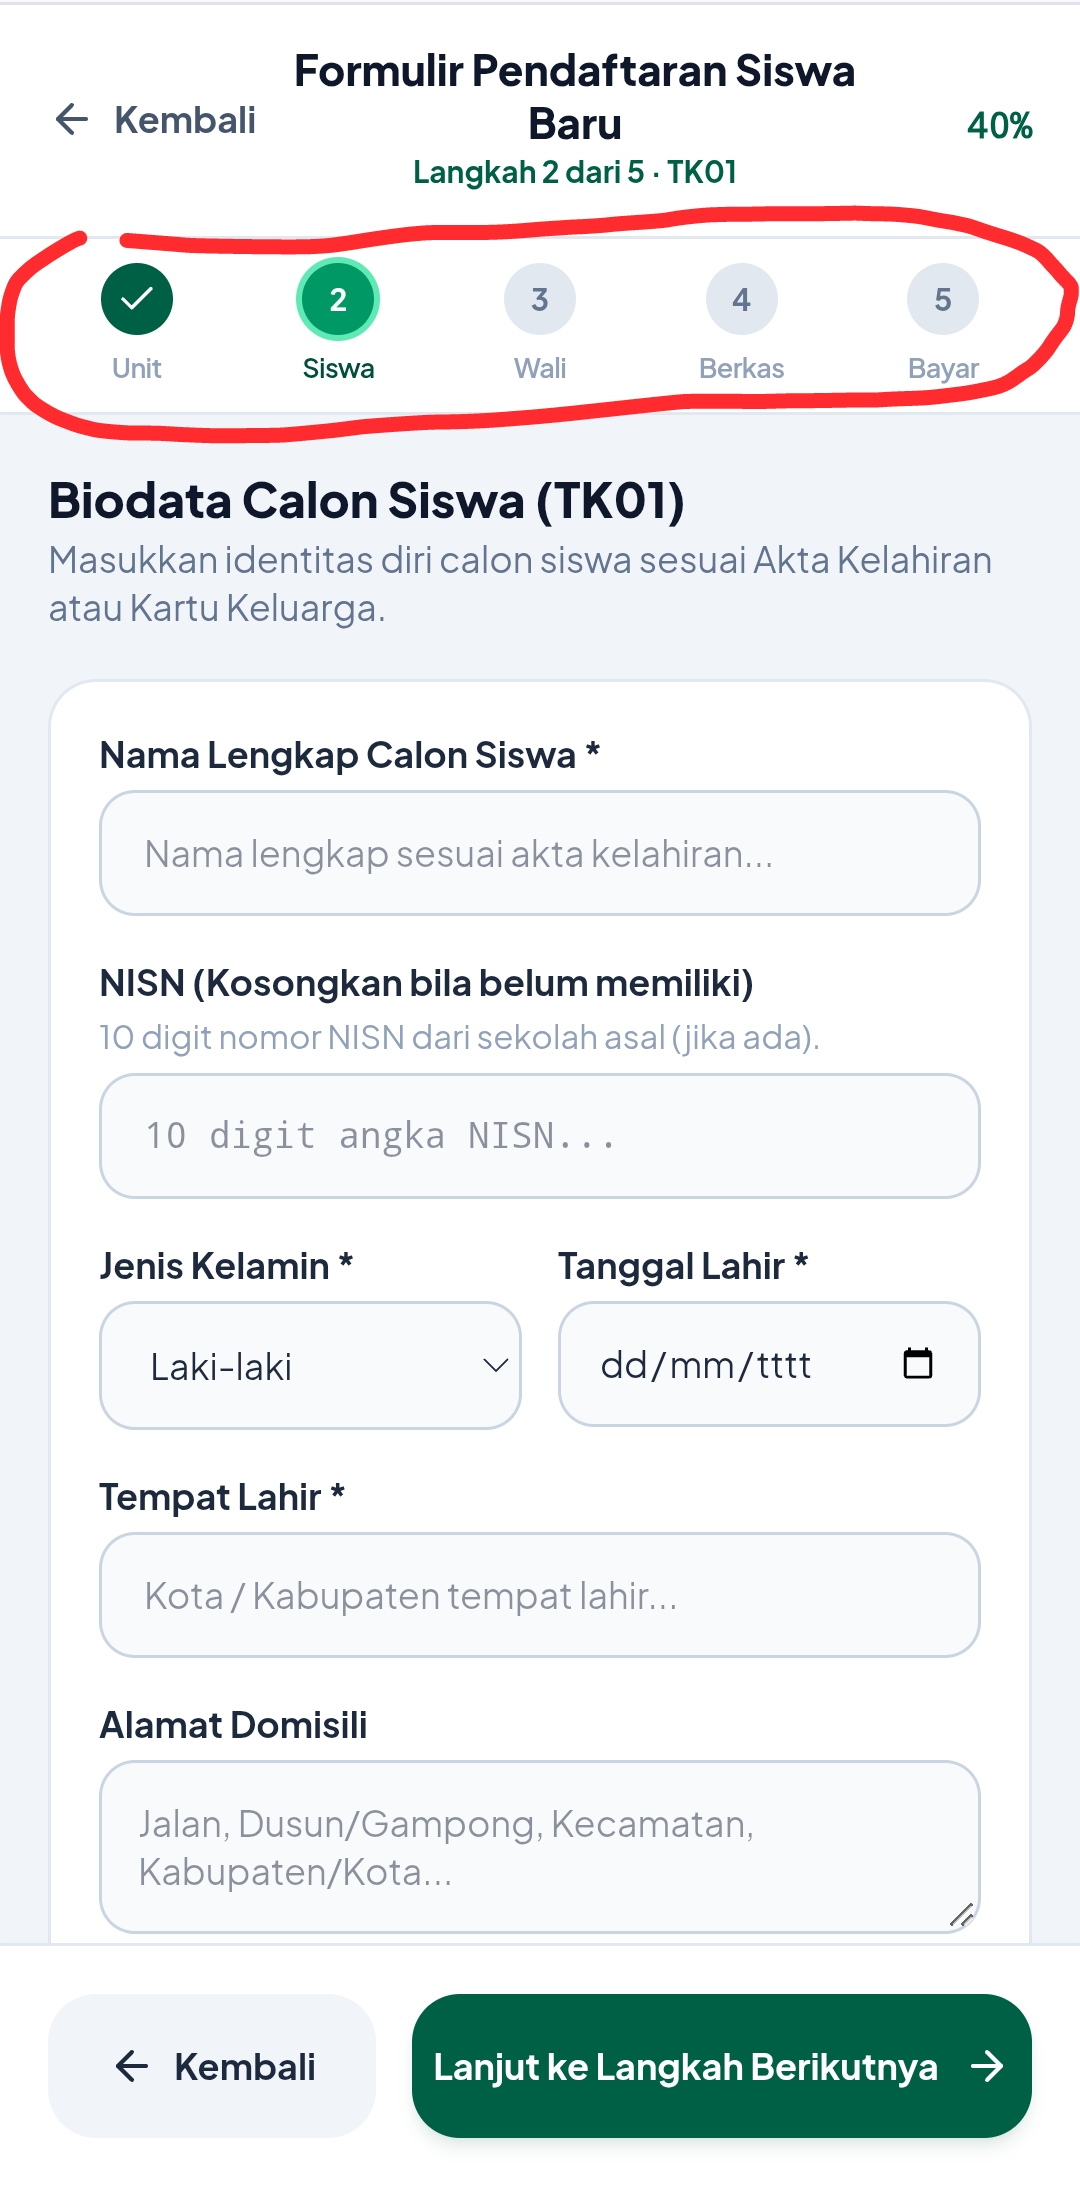 Formulir Pendaftaran Siswa
Baru
Kembali
40%
Langkah 2 dari 5 · TK01
2
3
4
5
Unit
Siswa
Wali
Berkas
Bayar
Biodata Calon Siswa (TK01)
Masukkan identitas diri calon siswa sesuai Akta Kelahiran
atau Kartu Keluarga.
Nama Lengkap Calon Siswa *
Nama lengkap sesuai akta kelahiran...
NISN (Kosongkan bila belum memiliki)
10 digit nomor NISN dari sekolah asal (jika ada).
10 digit angka NISN...
Jenis Kelamin *
Tanggal Lahir *
Laki-laki
dd/mm/tttt
Tempat Lahir *
Kota / Kabupaten tempat lahir...
Alamat Domisili
Jalan, Dusun/Gampong, Kecamatan,
Kabupaten/Kota...
Kembali
Lanjut ke Langkah Berikutnya